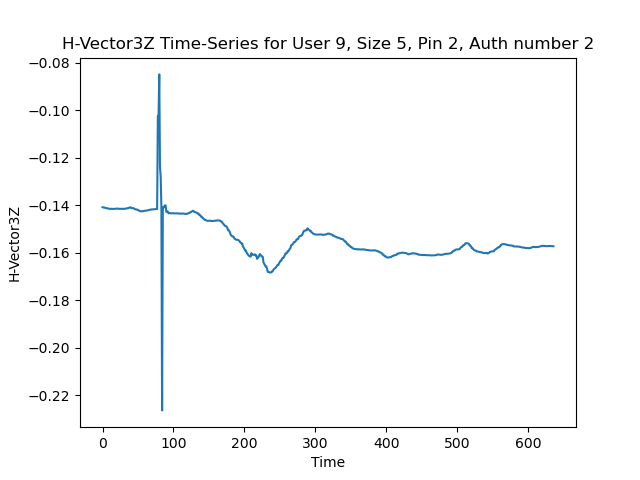 H-Vector3Z Time-Series for User 9, Size 5, Pin 2, Auth number 2
−0.08
−0.10
−0.12
−0.14
−0.16
−0.18
−0.20
−0.22
H-Vector3Z
0 100 200 300 400 500 600
Time